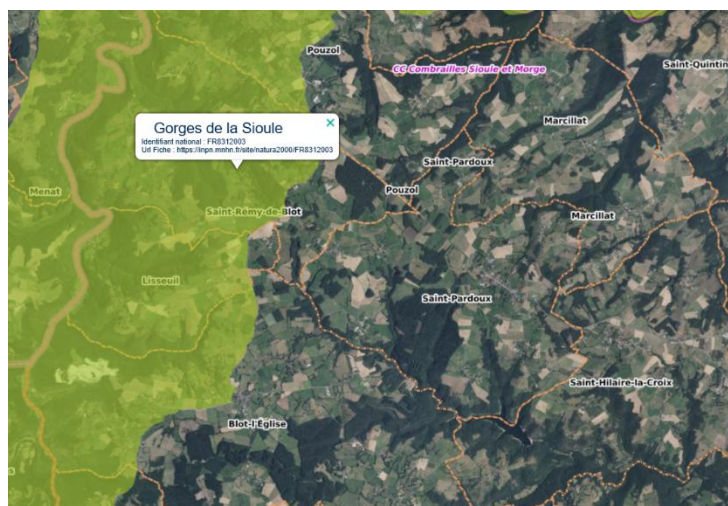 Pouzol
CC Combrailles Sioule et Morge
Saint-Quintin
Gorges de la Sioule
Identifiant national : FR8312003
Url Fiche : https://inpn.mnhn.fr/site/natura2000/FR8312003
Marcillat
Saint-Pardoux
Menat
Pouzol
Saint-Rémy-de-Blot
Marcillat
Lisseuil
Saint-Pardoux
Saint-Hilaire-la-Croix
Blot-l'Église